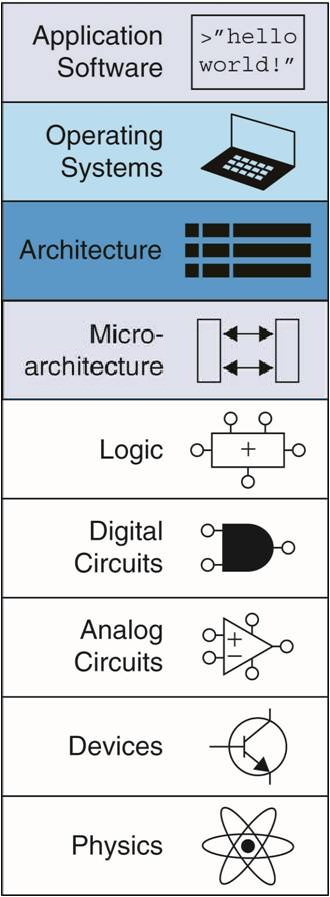 Application
Software
>"hello
world!"
Operating
Systems
Architecture
Micro-
architecture
Logic
+
Digital
Circuits
Analog
Circuits
+
−
Devices
Physics